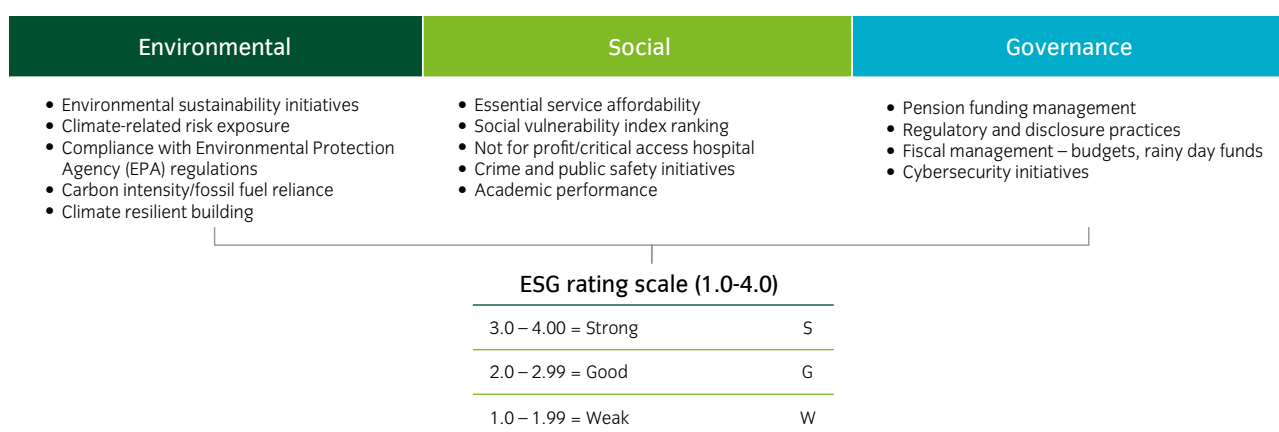 Environmental
Social
Governance
• Environmental sustainability initiatives
• Climate-related risk exposure
• Compliance with Environmental Protection
Agency (EPA) regulations
• Carbon intensity/fossil fuel reliance
• Climate resilient building
• Essential service affordability
• Social vulnerability index ranking
• Not for profit/critical access hospital
• Crime and public safety initiatives
• Academic performance
• Pension funding management
• Regulatory and disclosure practices
• Fiscal management – budgets, rainy day funds
• Cybersecurity initiatives
ESG rating scale (1.0-4.0)
3.0 – 4.00 = Strong S
2.0 – 2.99 = Good G
1.0 – 1.99 = Weak W